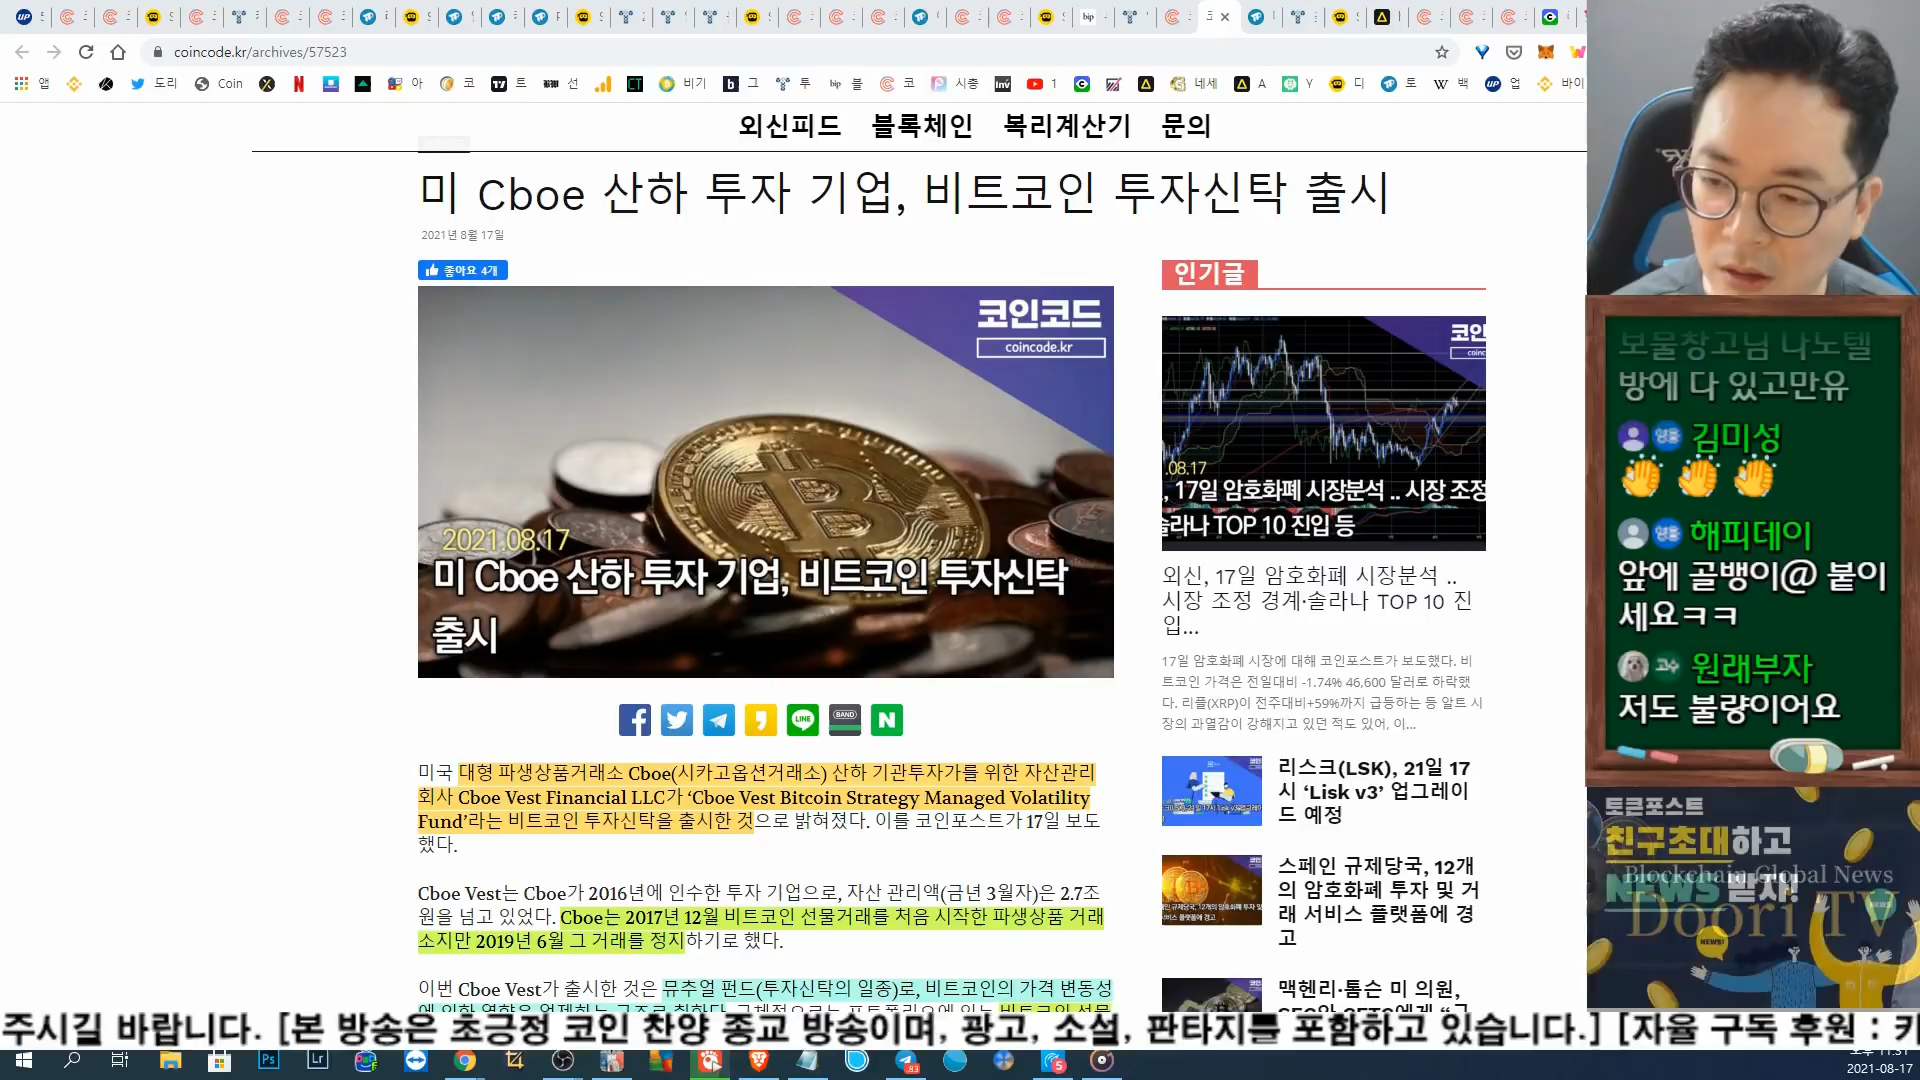 coincode.kr/archives/57523
앱
도리
Coin
아
코
트
선
비기
그
투
블
코
시총
1
네세
A
Y
디
토
백
업
바이
외신피드 블록체인 복리계산기 문의
미 Cboe 산하 투자 기업, 비트코인 투자신탁 출시
2021년 8월 17일
좋아요 4개
코인코드
coincode.kr
2021.08.17
미 Cboe 산하 투자 기업, 비트코인 투자신탁
출시
미국 대형 파생상품거래소 Cboe(시카고옵션거래소) 산하 기관투자가를 위한 자산관리
회사 Cboe Vest Financial LLC가 ‘Cboe Vest Bitcoin Strategy Managed Volatility
Fund’라는 비트코인 투자신탁을 출시한 것으로 밝혀졌다. 이를 코인포스트가 17일 보도
했다.
Cboe Vest는 Cboe가 2016년에 인수한 투자 기업으로, 자산 관리액(금년 3월자)은 2.7조
원을 넘고 있었다. Cboe는 2017년 12월 비트코인 선물거래를 처음 시작한 파생상품 거래
소지만 2019년 6월 그 거래를 정지하기로 했다.
이번 Cboe Vest가 출시한 것은 뮤추얼 펀드(투자신탁의 일종)로, 비트코인의 가격 변동성
인기글
코인
.08.17
, 17일 암호화폐 시장분석 .. 시장 조정
솔라나 TOP 10 진입 등
외신, 17일 암호화폐 시장분석 ..
시장 조정 경계·솔라나 TOP 10 진
입...
17일 암호화폐 시장에 대해 코인포스트가 보도했다. 비
트코인 가격은 전일대비 -1.74% 46,600 달러로 하락했
다. 리플(XRP)이 전주대비+59%까지 급등하는 등 알트 시
장의 과열감이 강해지고 있던 적도 있어, 이...
리스크(LSK), 21일 17
시 ‘Lisk v3’ 업그레이
드 예정
스페인 규제당국, 12개
의 암호화폐 투자 및 거
래 서비스 플랫폼에 경
고
맥헨리·톰슨 미 의원,
보물창고님 나노텔
방에 다 있고만유
김미성
해피데이
앞에 골뱅이@ 붙이
세요ㅋㅋ
원래부자
저도 불량이어요
토큰포스트
친구초대하고
NEWS 받자!
Blockchain Global News
Doori TV
주시길 바랍니다. [본 방송은 초긍정 코인 찬양 종교 방송이며, 광고, 소설, 판타지를 포함하고 있습니다.] [자율 구독 후원 : 카
2021-08-17